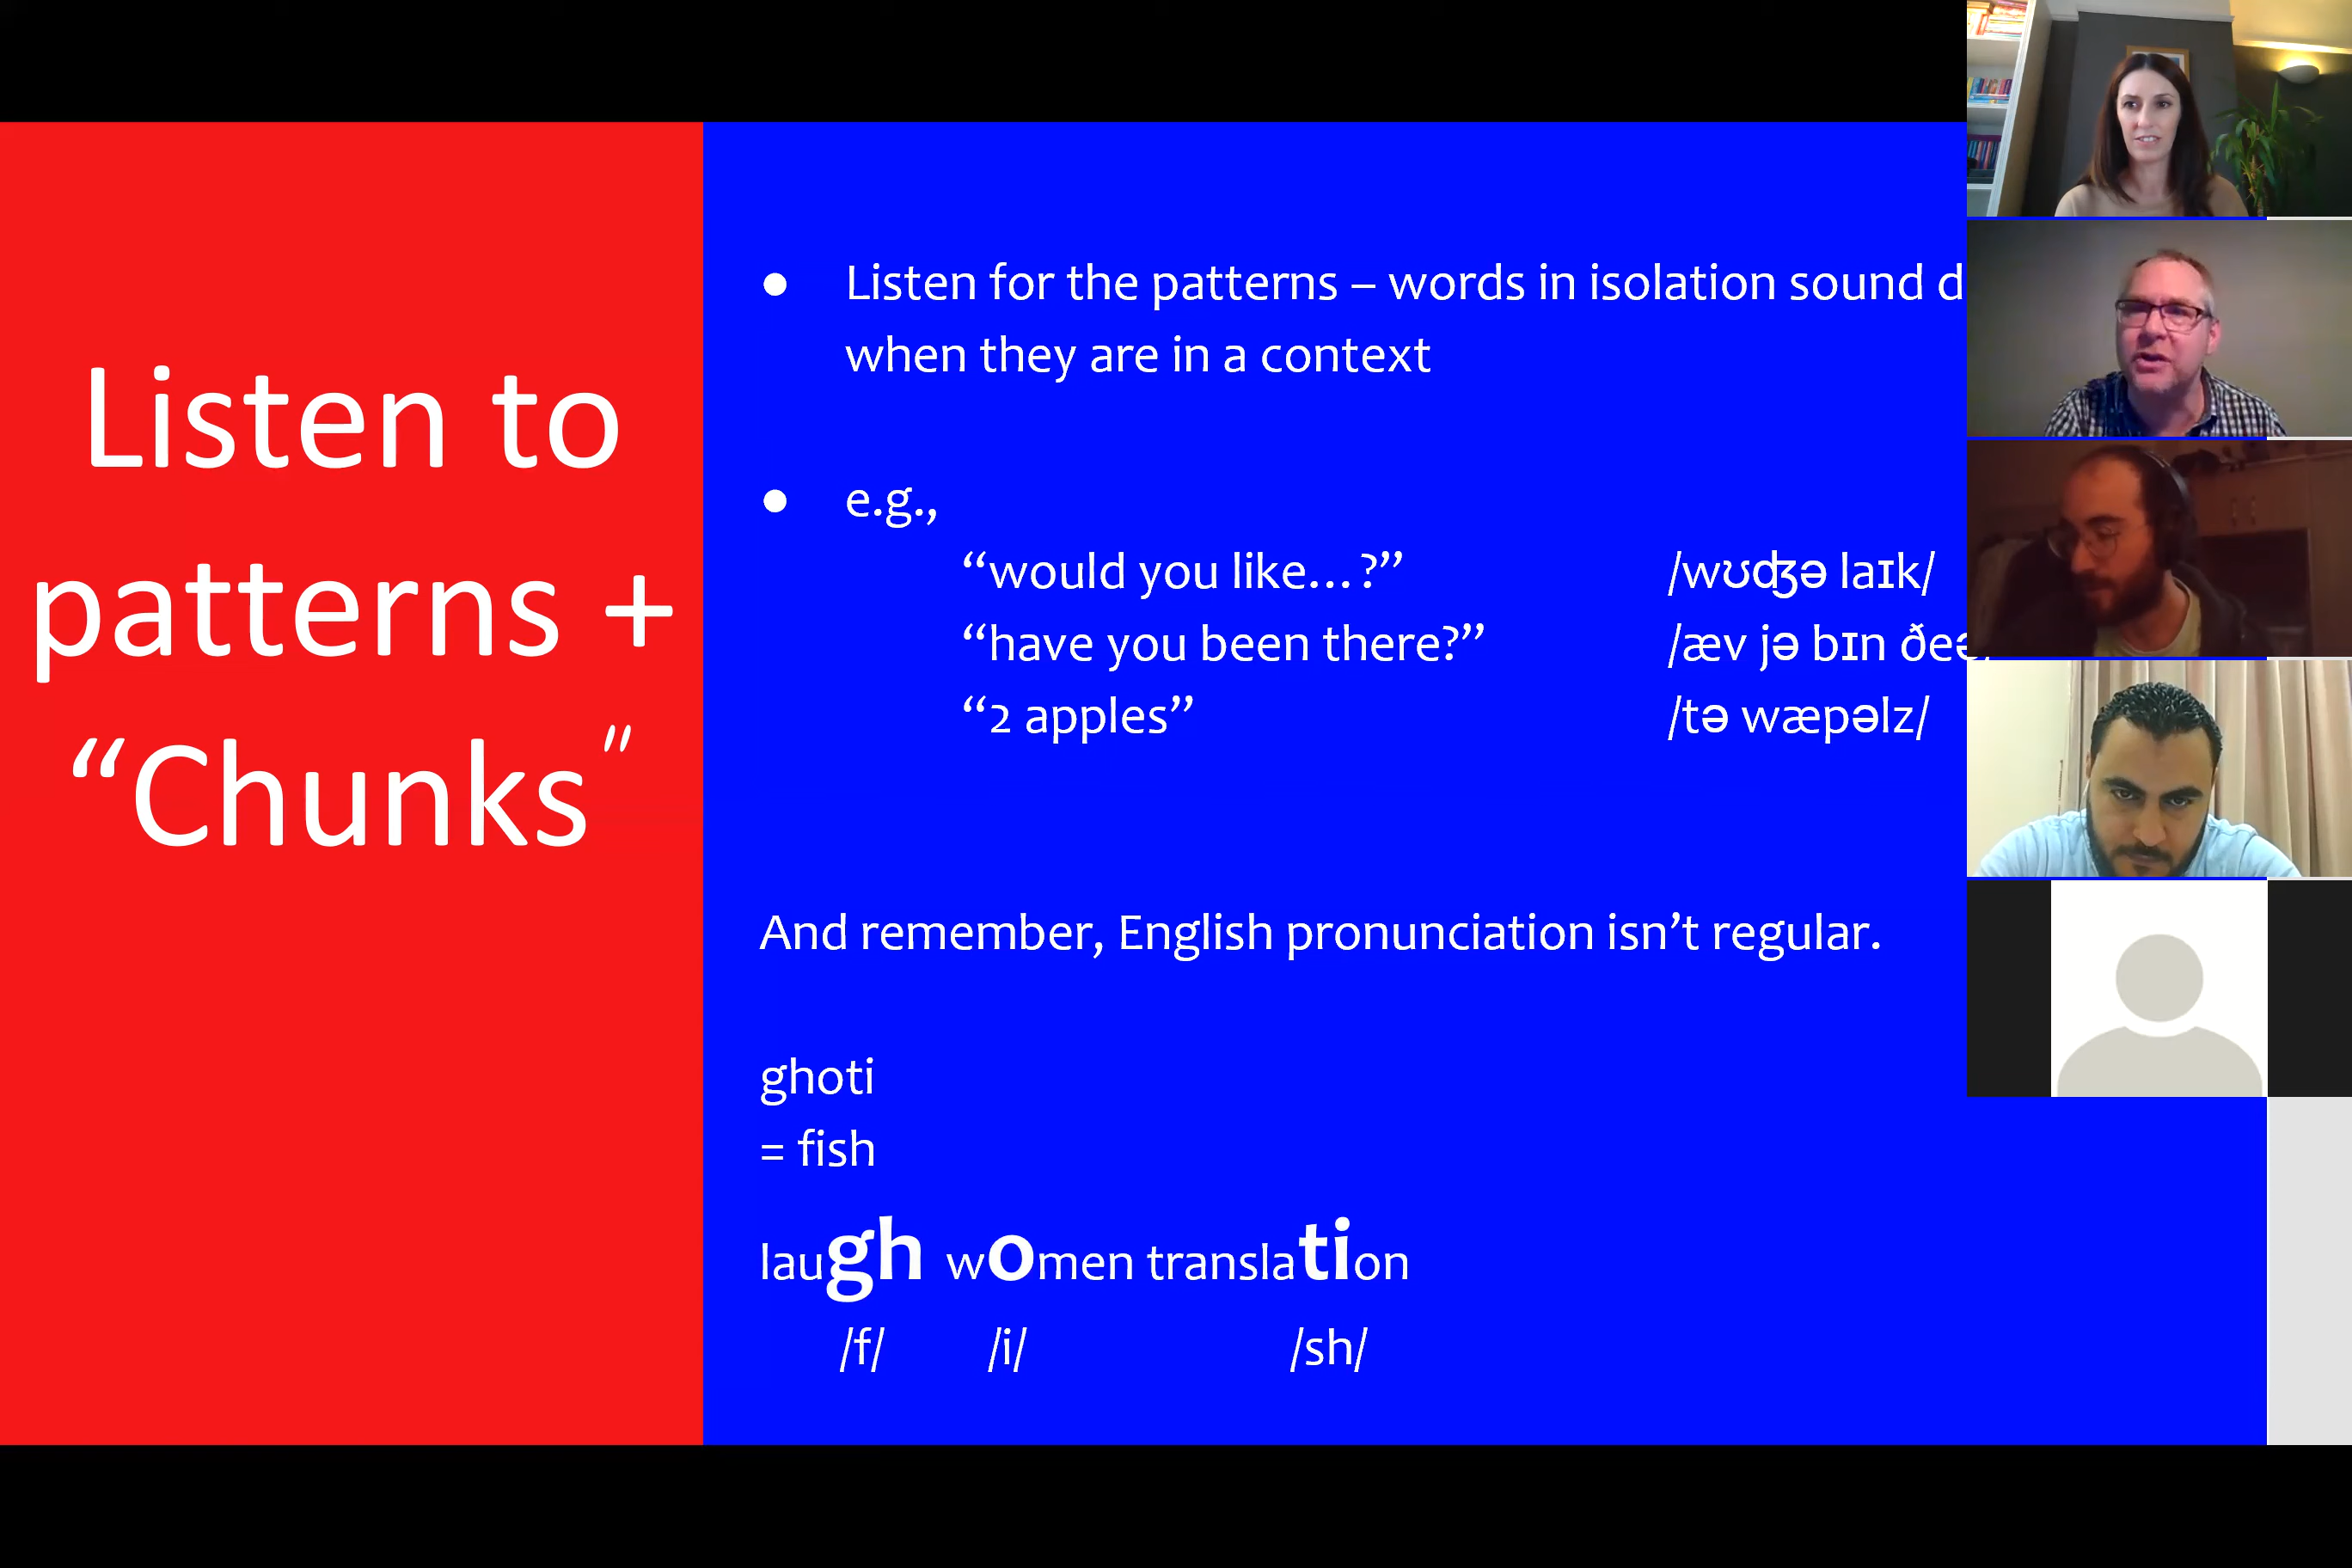 Listen to
patterns +
“Chunks”
● Listen for the patterns – words in isolation sound
when they are in a context
● e.g.,
“would you like…?” /wʊʤə laɪk/
“have you been there?” /æv jə bɪn
“2 apples” /tə wæpəlz/
And remember, English pronunciation isn’t regular.
ghoti
= fish
laugh women translation
/f/ /i/ /sh/